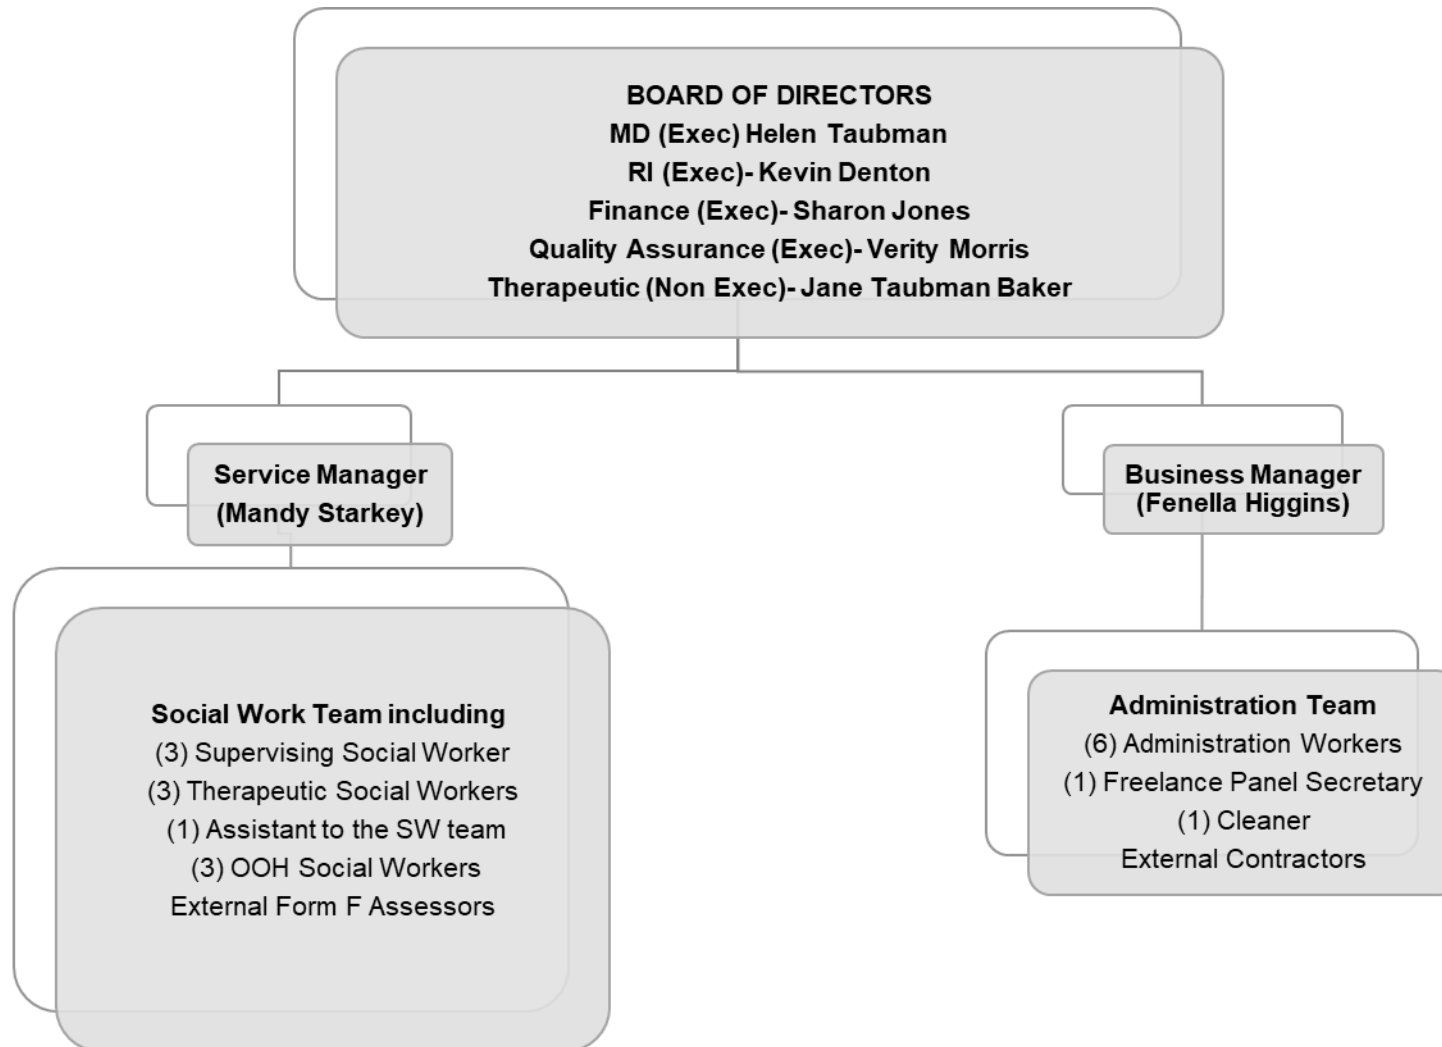 BOARD OF DIRECTORS
MD (Exec) Helen Taubman
RI (Exec)- Kevin Denton
Finance (Exec)- Sharon Jones
Quality Assurance (Exec)- Verity Morris
Therapeutic (Non Exec)- Jane Taubman Baker
Service Manager
(Mandy Starkey)
Business Manager
(Fenella Higgins)
Social Work Team including
(3) Supervising Social Worker
(3) Therapeutic Social Workers
(1) Assistant to the SW team
(3) OOH Social Workers
External Form F Assessors
Administration Team
(6) Administration Workers
(1) Freelance Panel Secretary
(1) Cleaner
External Contractors